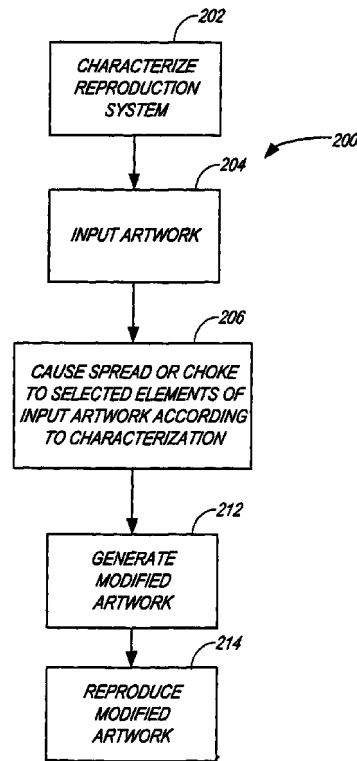 202
CHARACTERIZE
REPRODUCTION
SYSTEM
200
204
INPUT ARTWORK
206
CAUSE SPREAD OR CHOKE
TO SELECTED ELEMENTS OF
INPUT ARTWORK ACCORDING
TO CHARACTERIZATION
212
GENERATE
MODIFIED
ARTWORK
214
REPRODUCE
MODIFIED
ARTWORK